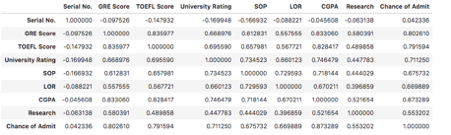 Serial No. GRE Score TOEFL Score University Rating SOP LOR CGPA Research Chance of Admit
Serial No. 1.000000 -0.097526 -0.147932 -0.169948 -0.166932 -0.088221 -0.045608 -0.063138 0.042336
GRE Score -0.097526 1.000000 0.835977 0.668976 0.612831 0.557555 0.833060 0.580391 0.802610
TOEFL Score -0.147932 0.835977 1.000000 0.695590 0.657981 0.567721 0.828417 0.489858 0.791594
University Rating -0.169948 0.668976 0.695590 1.000000 0.734523 0.660123 0.746479 0.447783 0.711250
SOP -0.166932 0.612831 0.657981 0.734523 1.000000 0.729593 0.718144 0.444029 0.675732
LOR -0.088221 0.557555 0.567721 0.660123 0.729593 1.000000 0.670211 0.396859 0.669889
CGPA -0.045608 0.833060 0.828417 0.746479 0.718144 0.670211 1.000000 0.521654 0.873289
Research -0.063138 0.580391 0.489858 0.447783 0.444029 0.396859 0.521654 1.000000 0.553202
Chance of Admit 0.042336 0.802610 0.791594 0.711250 0.675732 0.669889 0.873289 0.553202 1.000000